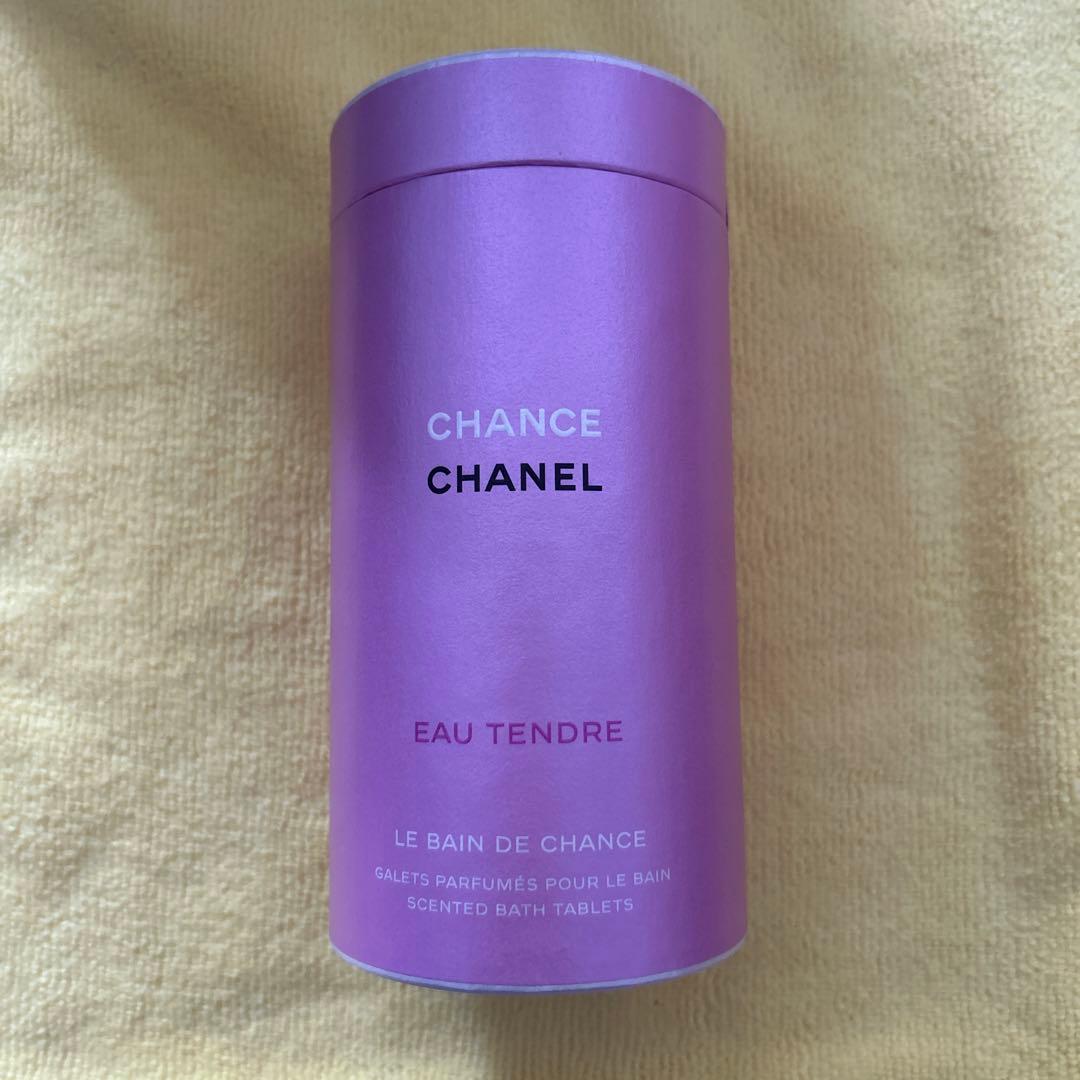 CHANCE
CHANEL
EAU TENDRE
LE BAIN DE CHANCE
GALETS PARFUMÉS POUR LE BAIN
SCENTED BATH TABLETS